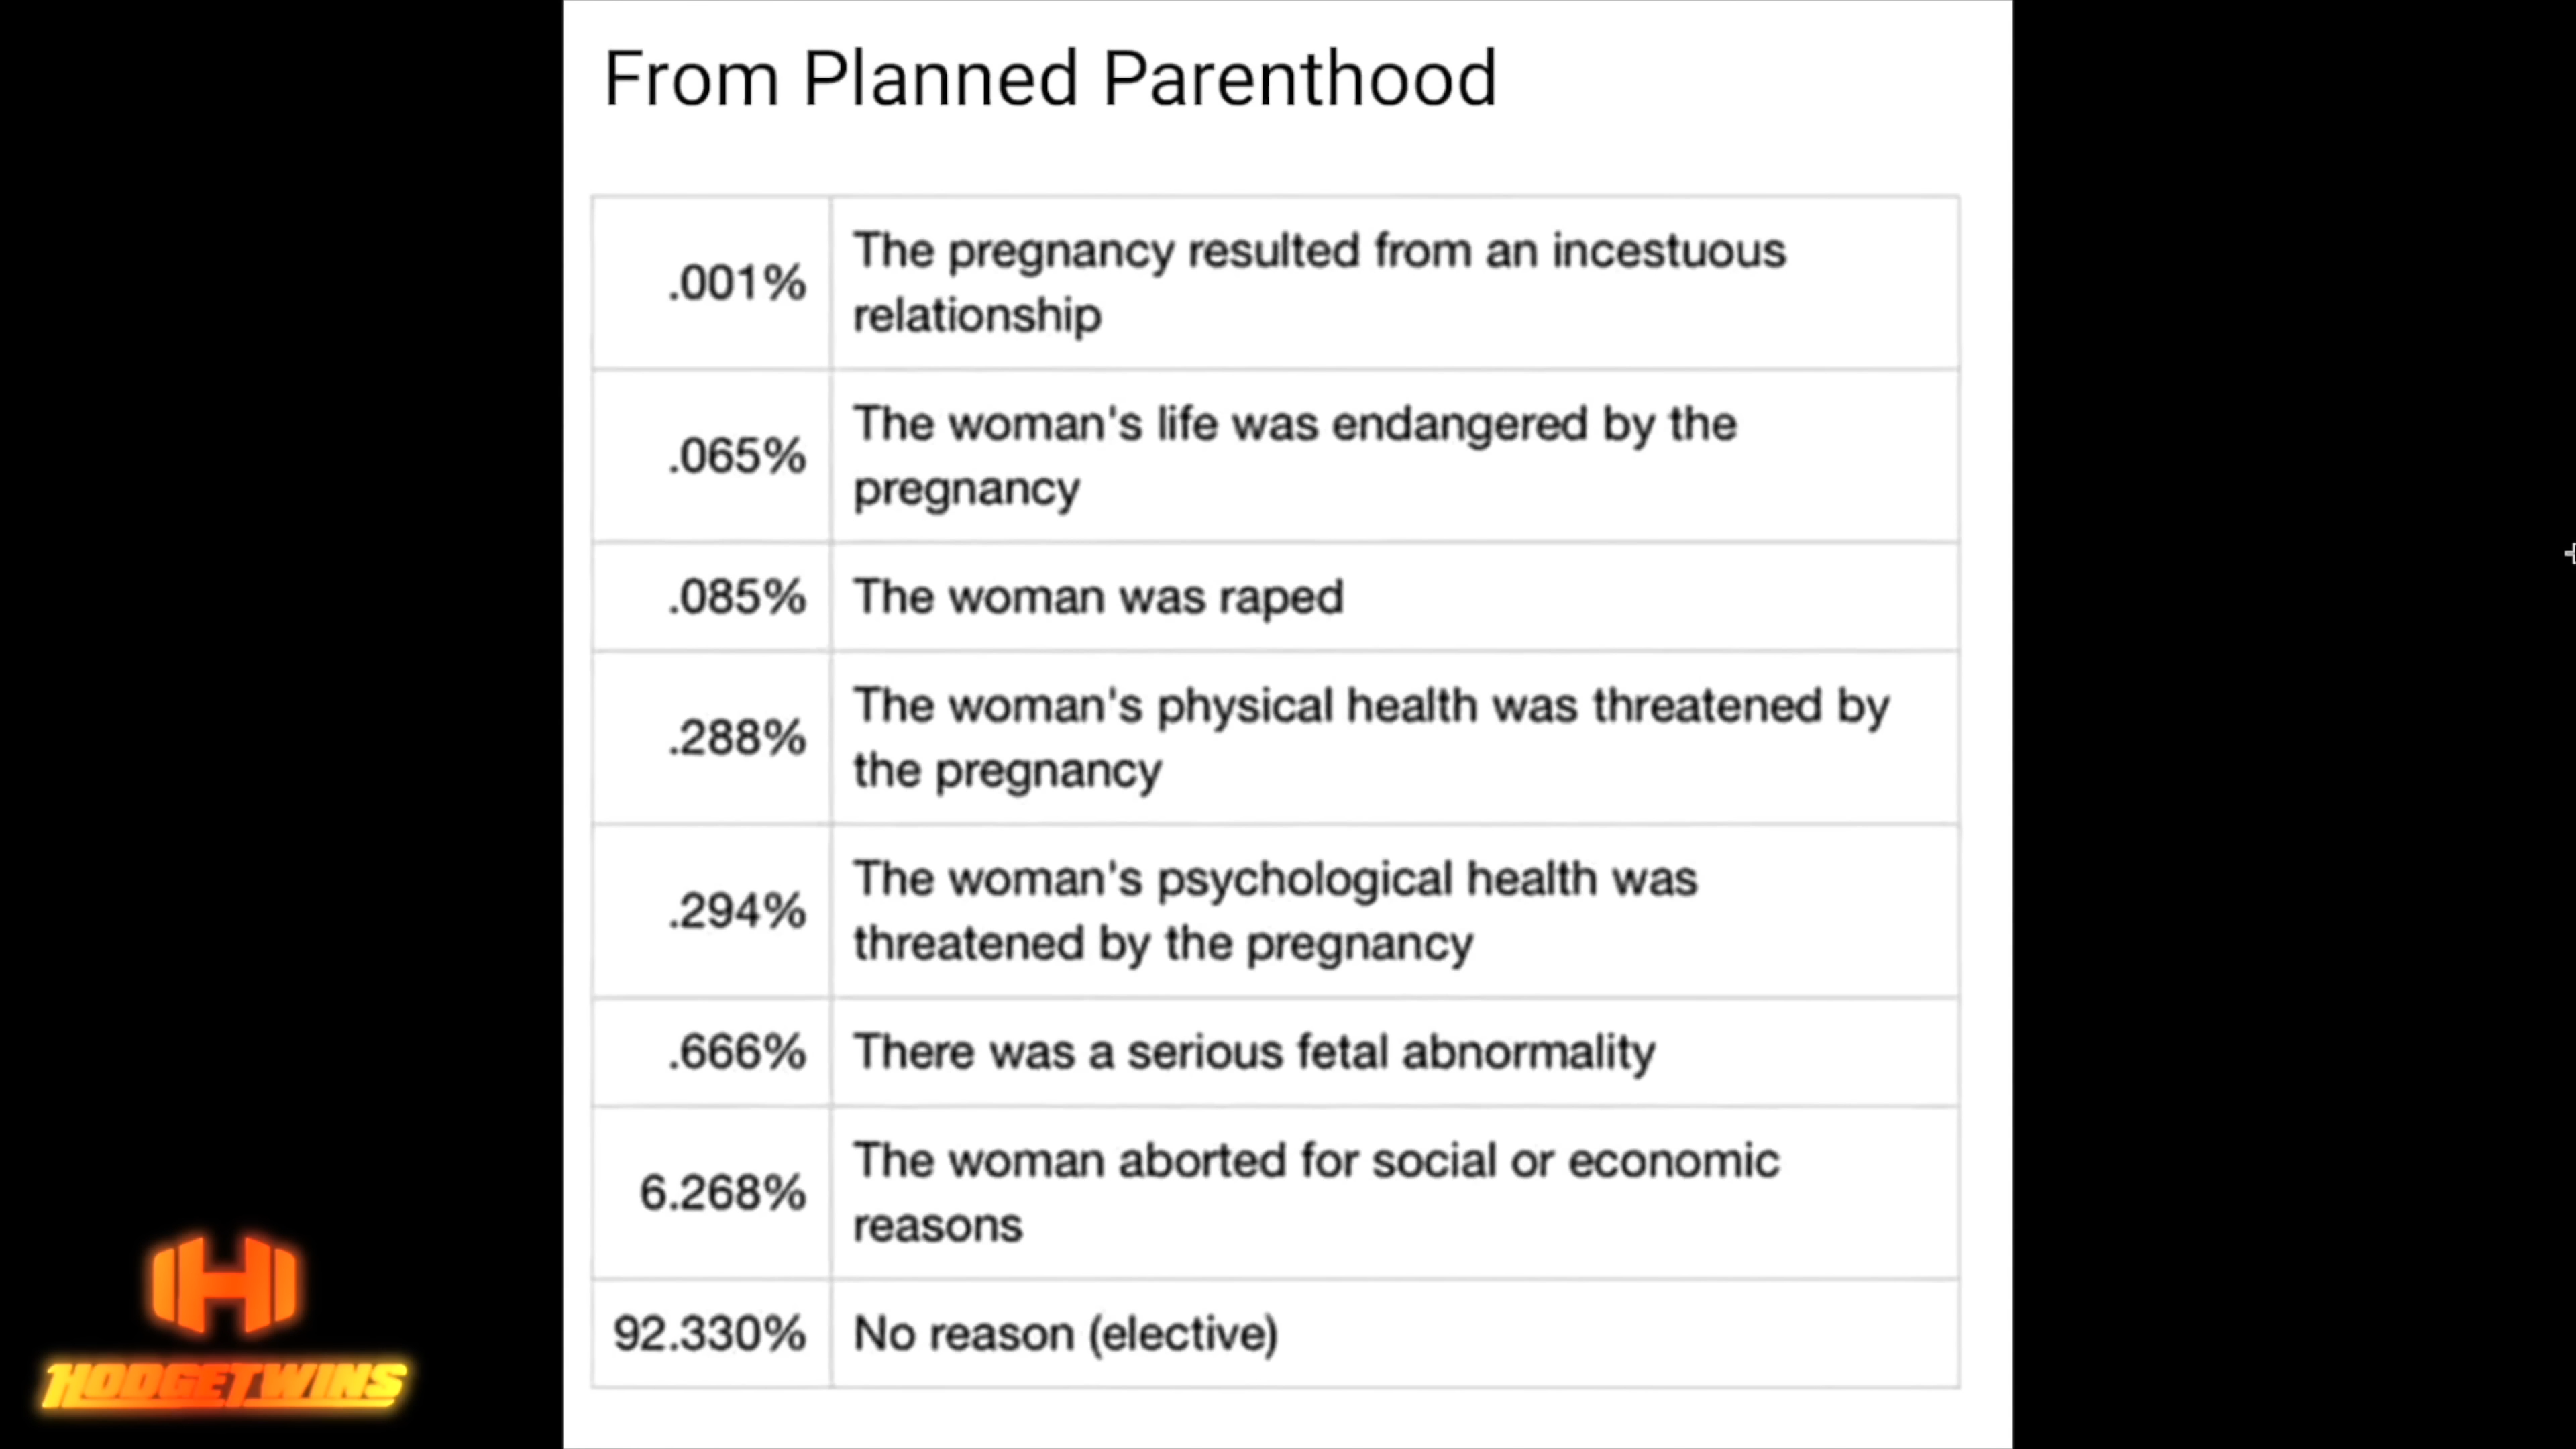 From Planned Parenthood
.001% The pregnancy resulted from an incestuous
relationship
.065% The woman's life was endangered by the
pregnancy
.085% The woman was raped
.288% The woman's physical health was threatened by
the pregnancy
.294% The woman's psychological health was
threatened by the pregnancy
.666% There was a serious fetal abnormality
6.268% The woman aborted for social or economic
reasons
92.330% No reason (elective)
H
HODGETWINS